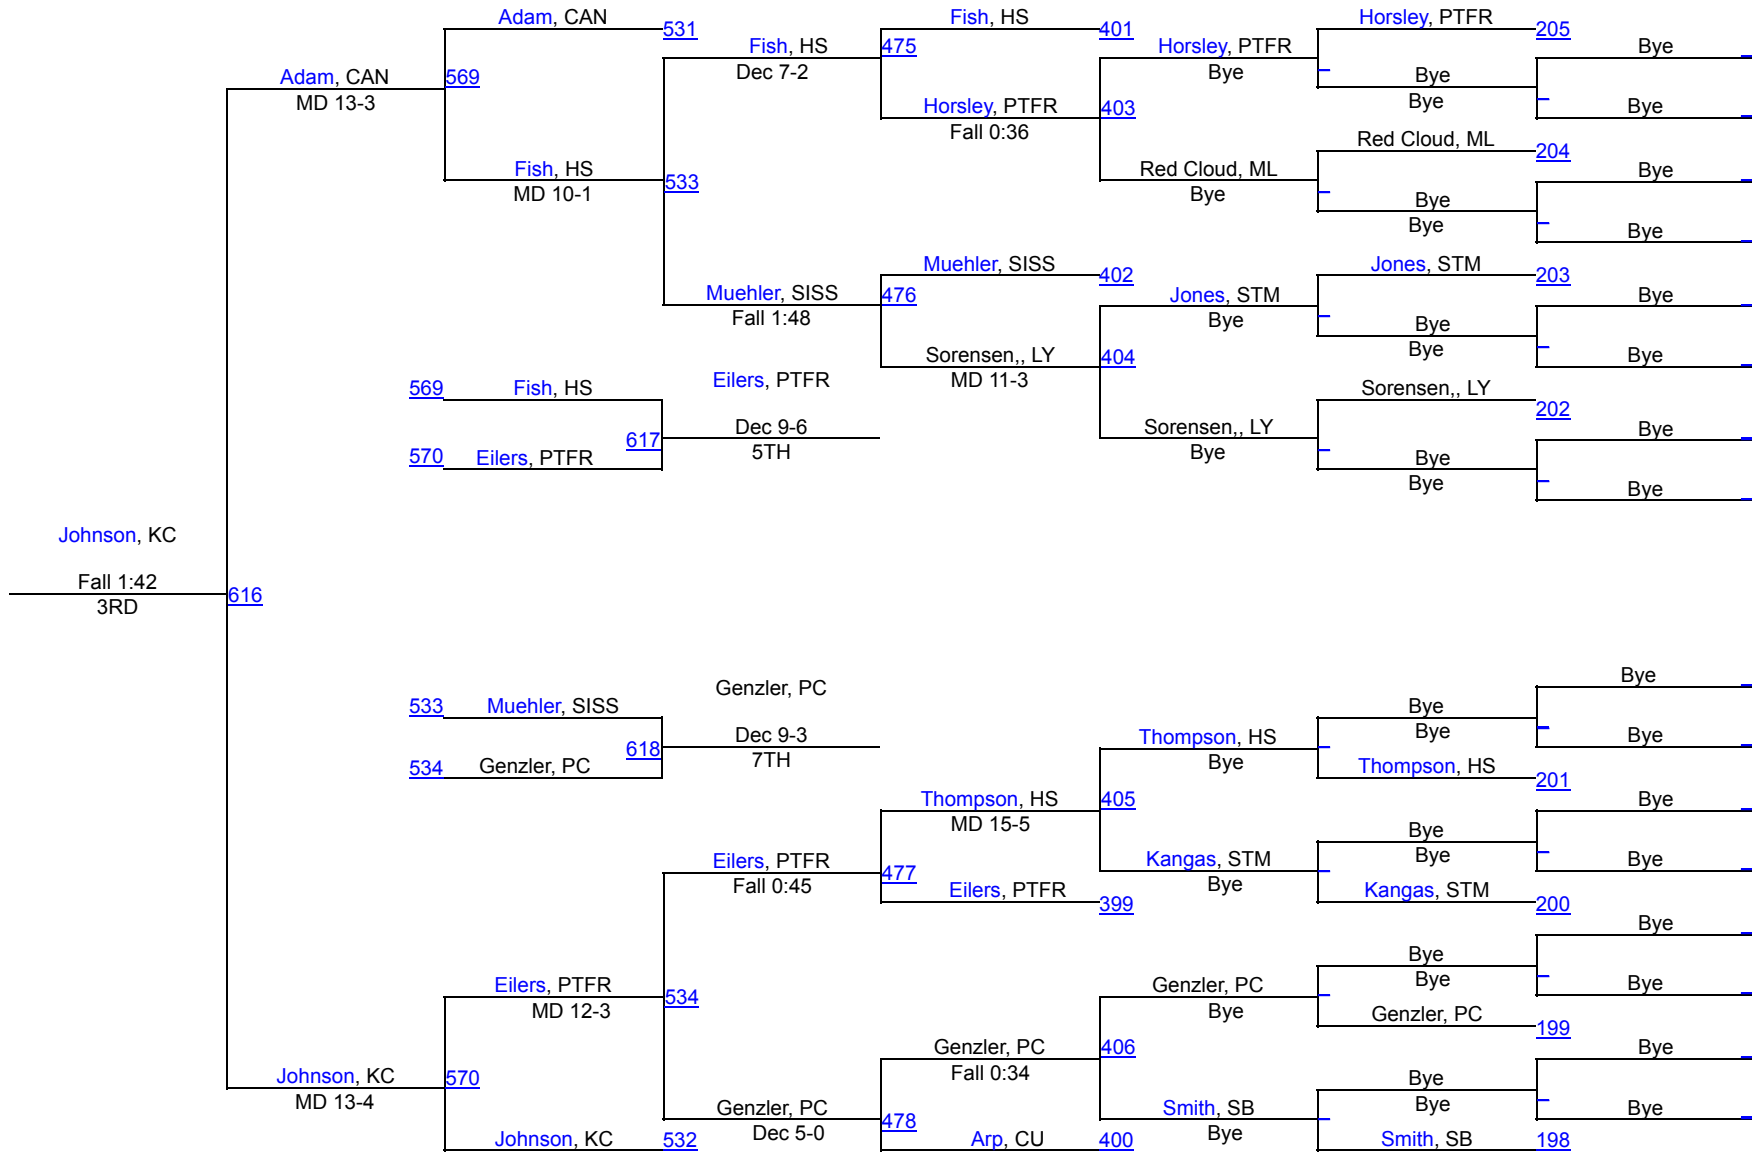 Adam, CAN
531
Fish, HS
401
Horsley, PTFR
205
Fish, HS
475
Dec 7-2
Horsley, PTFR
Bye
Bye
Adam, CAN
569
MD 13-3
Bye
Bye
Horsley, PTFR
403
Fall 0:36
Bye
Red Cloud, ML
204
Fish, HS
533
MD 10-1
Red Cloud, ML
Bye
Bye
Bye
Bye
Bye
Muehler, SISS
402
Jones, STM
203
Muehler, SISS
476
Fall 1:48
Jones, STM
Bye
Bye
Bye
Bye
Sorensen,, LY
404
MD 11-3
Bye
569
Fish, HS
Eilers, PTFR
Sorensen,, LY
202
Dec 9-6
5TH
617
570
Eilers, PTFR
Sorensen,, LY
Bye
Bye
Bye
Bye
Bye
Johnson, KC
Fall 1:42
3RD
616
Bye
533
Muehler, SISS
Genzler, PC
Bye
Bye
Dec 9-3
7TH
618
534
Genzler, PC
Thompson, HS
Bye
Bye
Thompson, HS
201
Thompson, HS
405
MD 15-5
Bye
Bye
Bye
Eilers, PTFR
477
Fall 0:45
Kangas, STM
Bye
Bye
Eilers, PTFR
399
Kangas, STM
200
Bye
Bye
Bye
Eilers, PTFR
534
MD 12-3
Genzler, PC
Bye
Bye
Genzler, PC
199
Genzler, PC
406
Fall 0:34
Bye
Johnson, KC
570
MD 13-4
Bye
Bye
Genzler, PC
478
Dec 5-0
Smith, SB
Bye
Bye
Johnson, KC
532
Arp, CU
400
Smith, SB
198